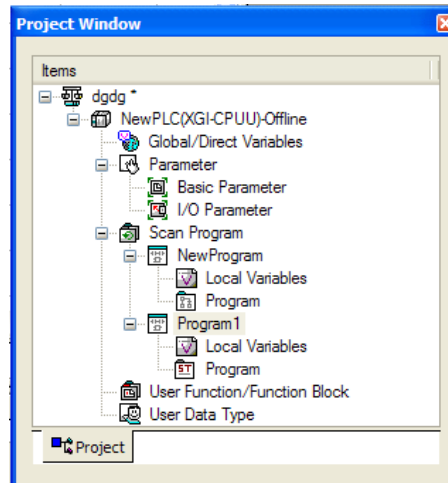 Project Window
Items
dgdg *
NewPLC(XGI-CPUU)-Offline
Global/Direct Variables
Parameter
Basic Parameter
I/O Parameter
Scan Program
NewProgram
Local Variables
Program
Program1
Local Variables
ST Program
User Function/Function Block
User Data Type
Project